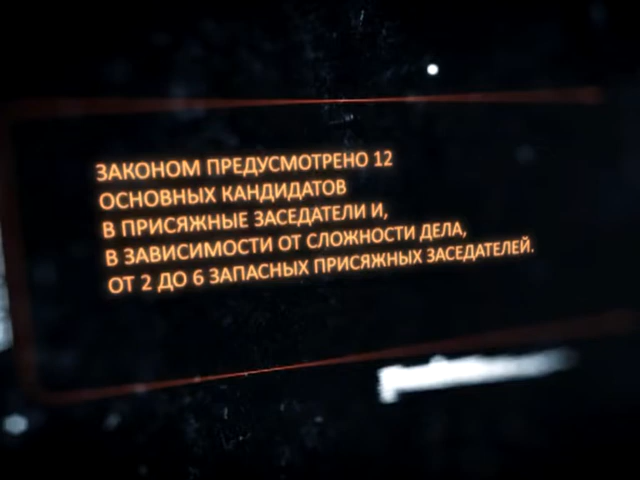 ЗАКОНОМ ПРЕДУСМОТРЕНО 12
ОСНОВНЫХ КАНДИДАТОВ
В ПРИСЯЖНЫЕ ЗАСЕДАТЕЛИ И,
В ЗАВИСИМОСТИ ОТ СЛОЖНОСТИ ДЕЛА,
ОТ 2 ДО 6 ЗАПАСНЫХ ПРИСЯЖНЫХ ЗАСЕДАТЕЛЕЙ.